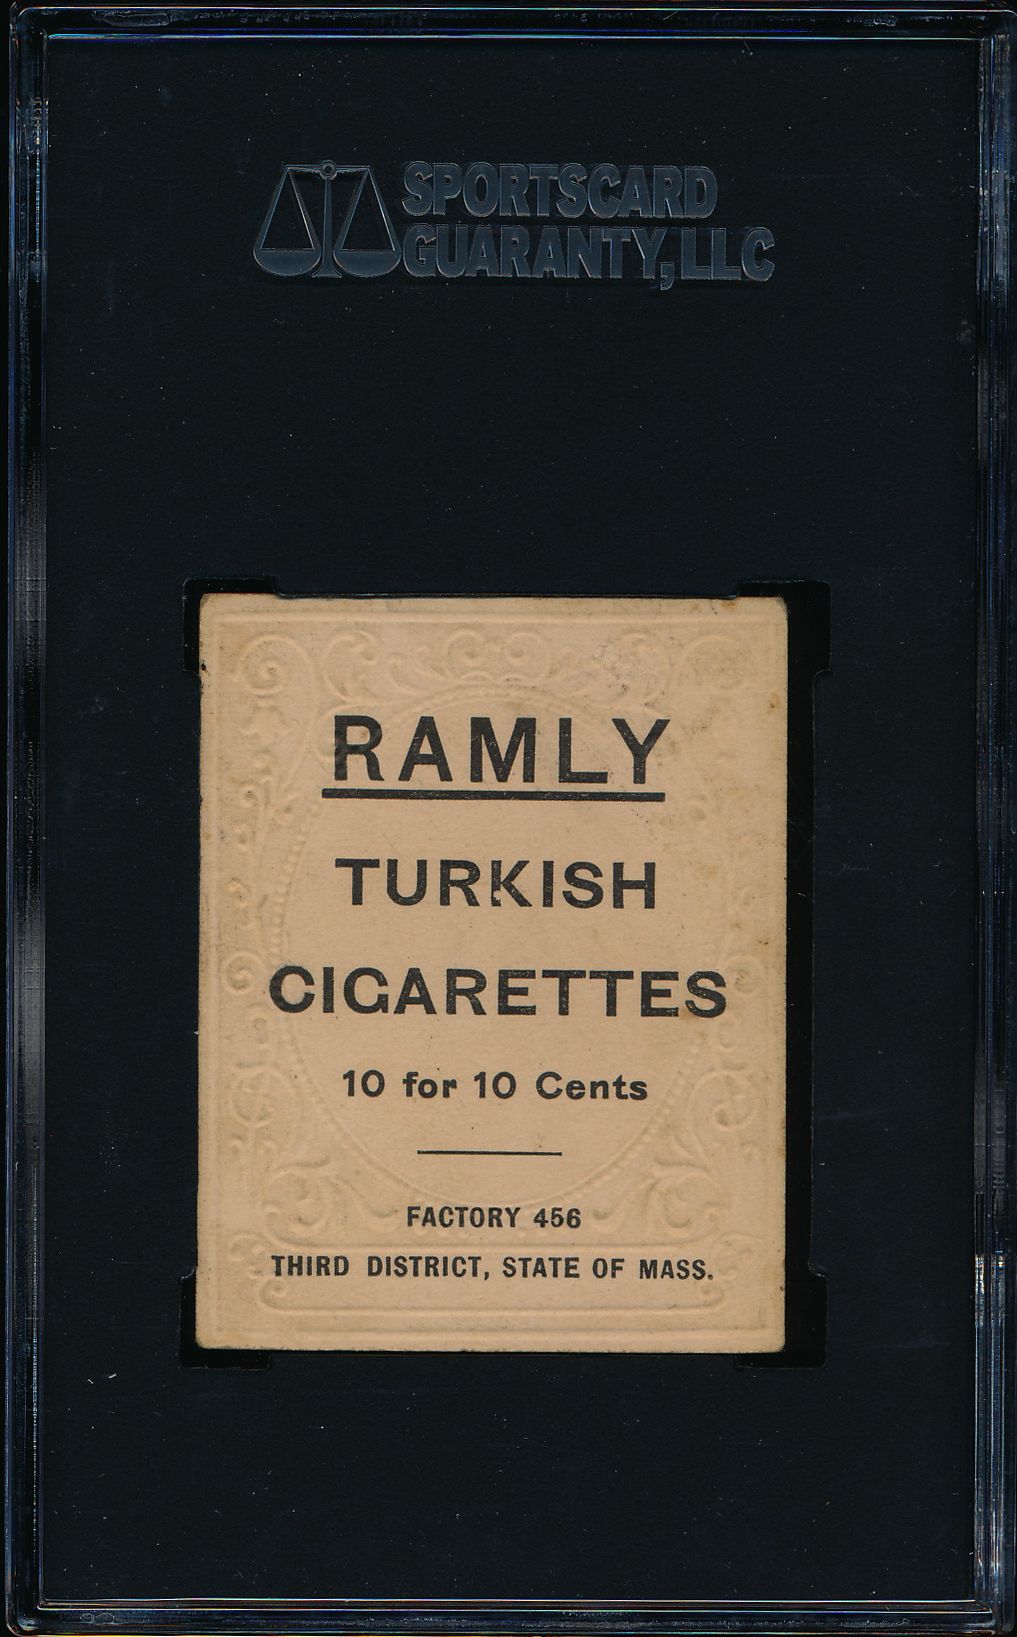 SPORTSCARD
GUARANTY, LLC
RAMLY
TURKISH
CIGARETTES
10 for 10 Cents
FACTORY 456
THIRD DISTRICT, STATE OF MASS.